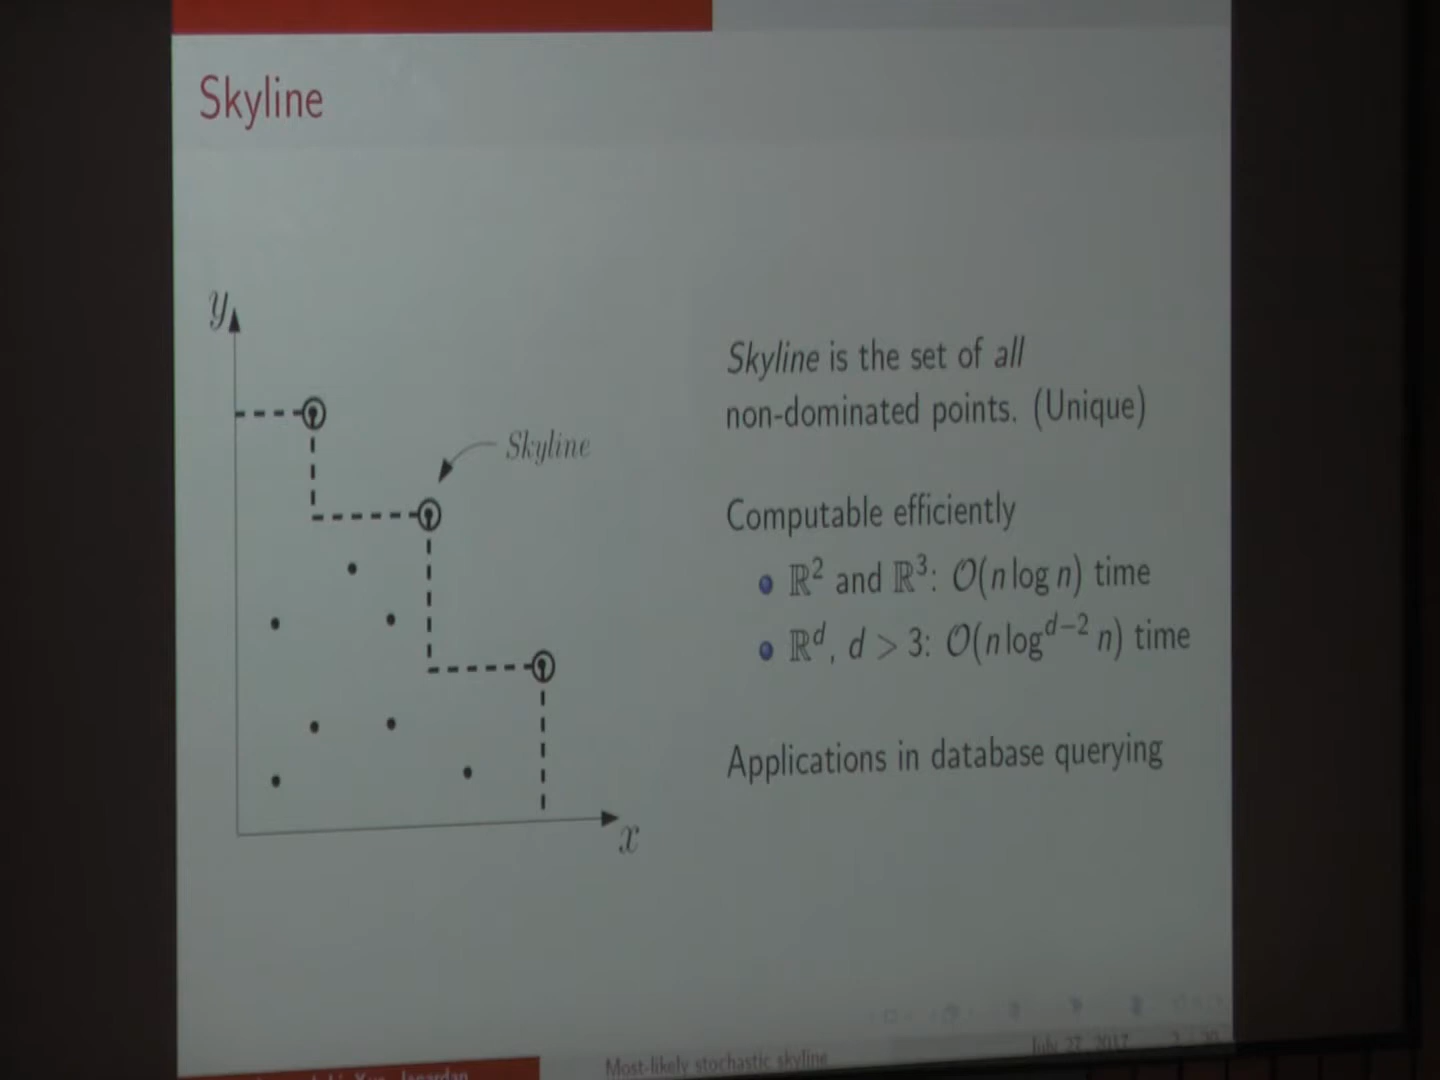 Skyline
y
Skyline
x
Skyline is the set of all
non-dominated points. (Unique)
Computable efficiently
ℝ² and ℝ³: O(n log n) time
ℝᵈ, d > 3: O(n logᵈ⁻² n) time
Applications in database querying
Janardan
Most-likely stochastic skyline
July 27, 2017